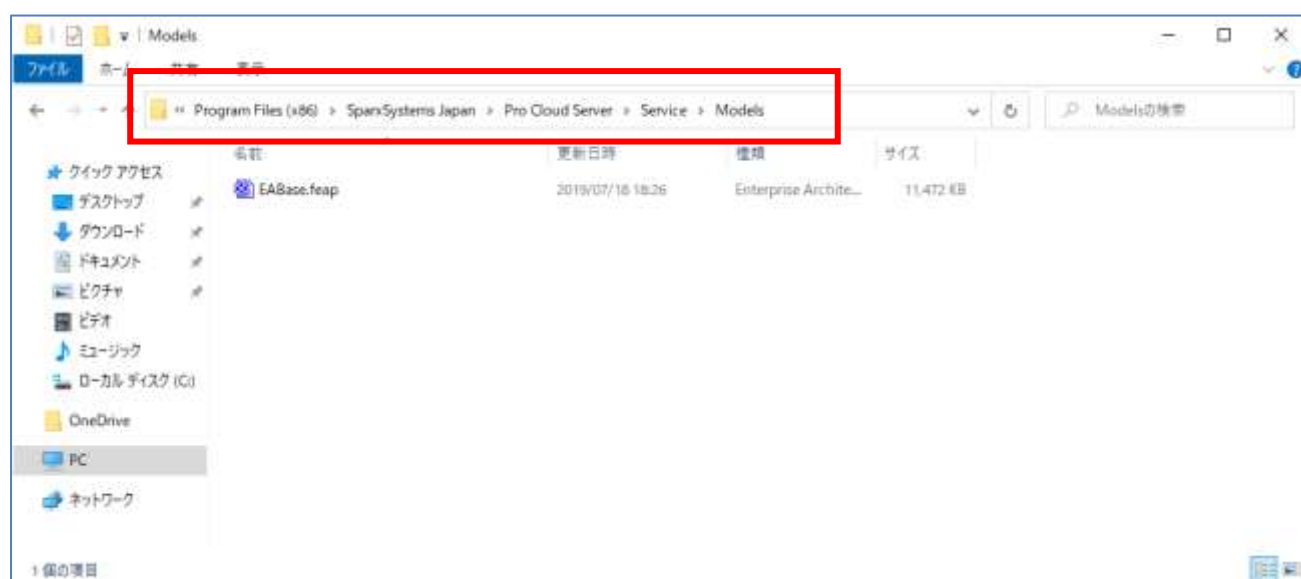 Models
ファイル ホーム 共有 表示
« Program Files (x86) › SparxSystems Japan › Pro Cloud Server › Service › Models
Modelsの検索
名前 更新日時 種類 サイズ
EABase.feap 2019/07/18 18:26 Enterprise Archite... 11,472 KB
クイック アクセス
デスクトップ
ダウンロード
ドキュメント
ピクチャ
ビデオ
ミュージック
ローカル ディスク (C:)
OneDrive
PC
ネットワーク
1 個の項目